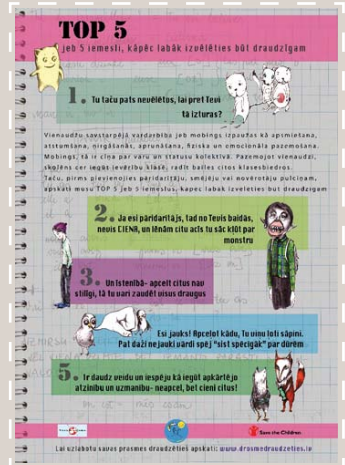 TOP 5
jeb 5 iemesli, kāpēc labāk izvēlēties būt draudzīgam
1. Tu taču pats nevēlētos, lai pret Tevi
tā izturas?
Vienaudžu savstarpējā vardarbība jeb mobings izpaužas kā apsmiešana,
atstumšana, ņirgāšanās, aprunāšana, fiziska un emocionāla pazemošana.
Mobings, tā ir cīņa par varu un statusu kolektīvā. Pazemojot vienaudzi,
skolēns cer iegūt ievērību klasē, radīt bailes citos klasesbiedros.
Taču, pirms pievienojies pāridarītāju, smējēju vai novērotāju pulciņam,
apskati mūsu TOP 5 jeb 5 iemeslus, kāpēc labāk izvēlēties būt draudzīgam
2. Ja esi pāridarītājs, tad no Tevis baidās,
nevis CIENA, un lēnām citu acīs tu sāc kļūt par
monstru
3. Un īstenībā- apcelt citus nav
stilīgi, tā tu vari zaudēt visus draugus
Esi jauks! Apceļot kādu, Tu viņu ļoti sāpini.
Pat daži nejauki vārdi spēj "sist spēcīgāk" par dūrēm
5. Ir daudz veidu un iespēju kā iegūt apkārtējo
atzinību un uzmanību- neapcel, bet cieni citus!
Save the Children
Lai uzlabotu savas prasmes draudzēties apskati: www.drosmedraudzeties.lv